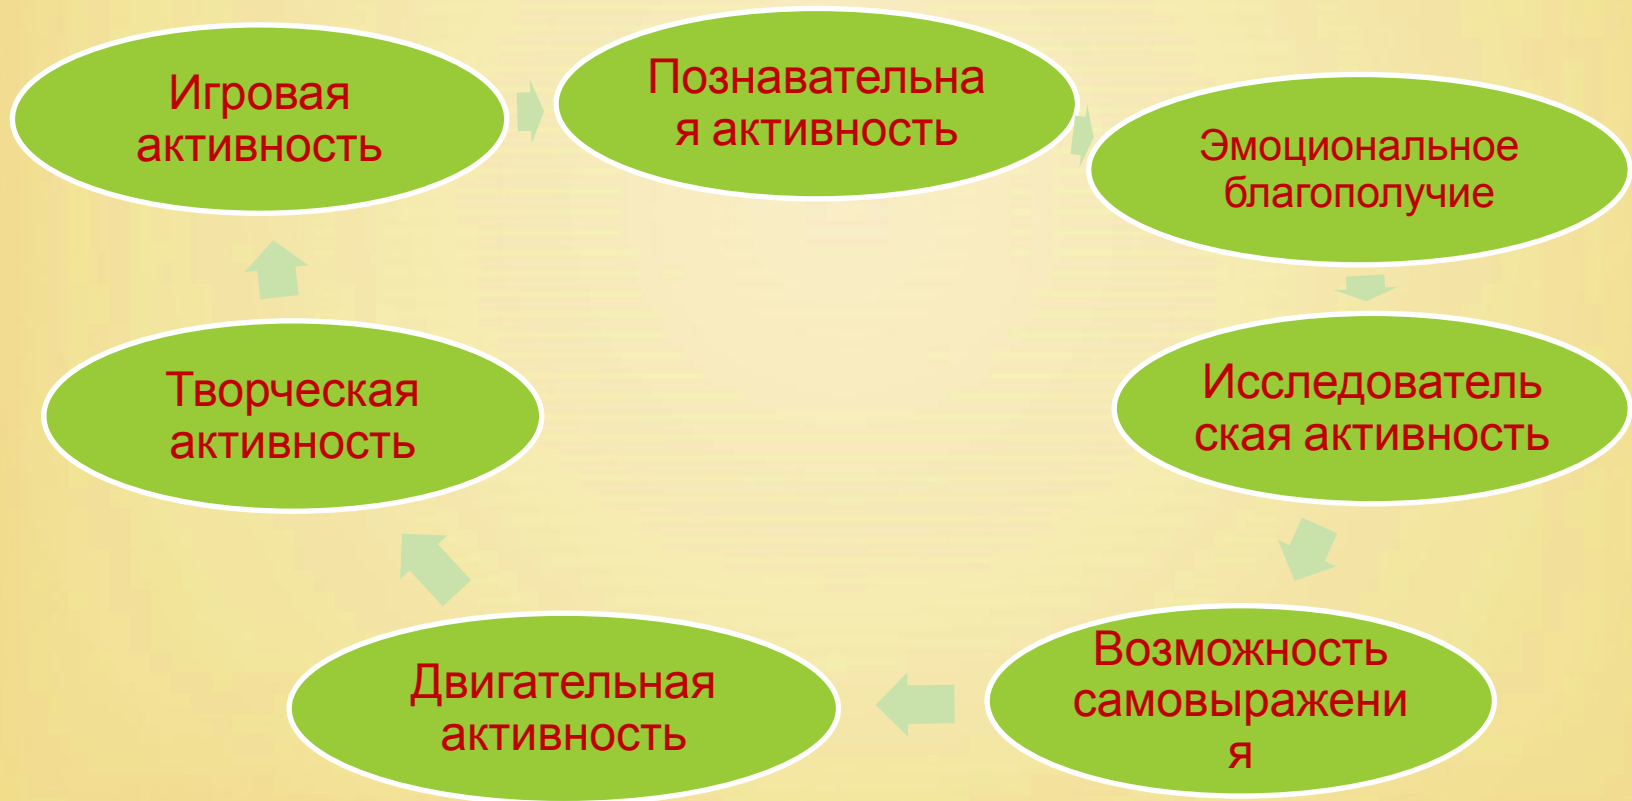 Игровая
активность
Познавательна
я активность
Эмоциональное
благополучие
Исследователь
ская активность
Возможность
самовыражени
я
Двигательная
активность
Творческая
активность